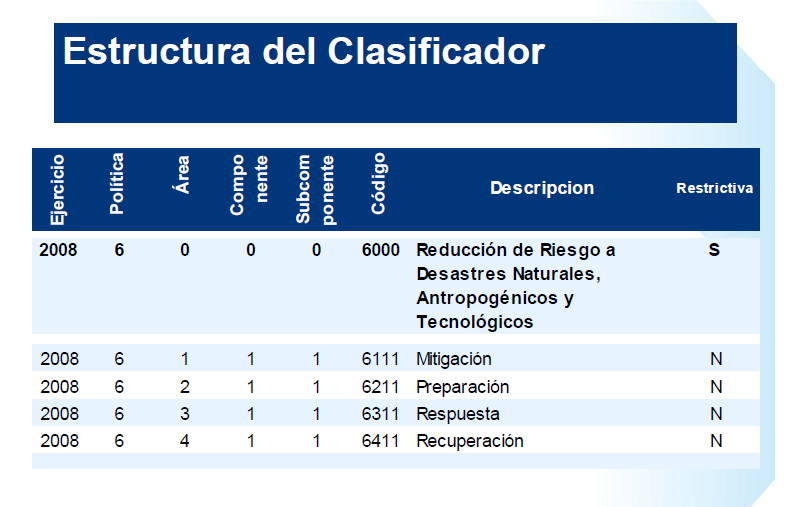 Estructura del Clasificador
Ejercicio Política Área Compo nente Subcom ponente Código Descripcion Restrictiva
2008 6 0 0 0 6000 Reducción de Riesgo a S
Desastres Naturales,
Antropogénicos y
Tecnológicos
2008 6 1 1 1 6111 Mitigación N
2008 6 2 1 1 6211 Preparación N
2008 6 3 1 1 6311 Respuesta N
2008 6 4 1 1 6411 Recuperación N